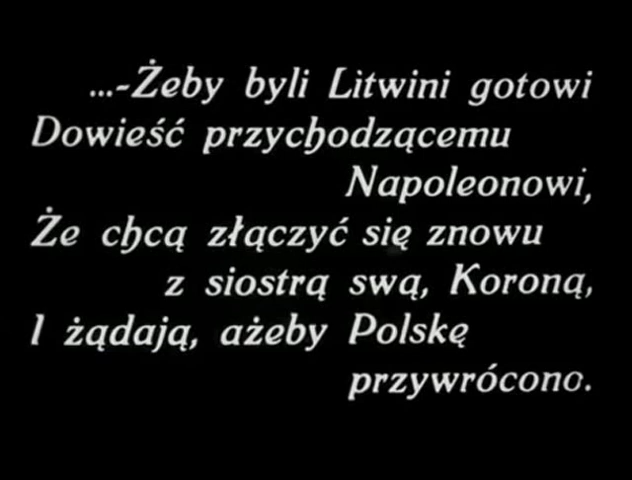 ...-Żeby byli Litwini gotowi
Dowieść przychodzącemu
Napoleonowi,
Że chcą złączyć się znowu
z siostrą swą, Koroną,
I żądają, ażeby Polskę
przywrócono.